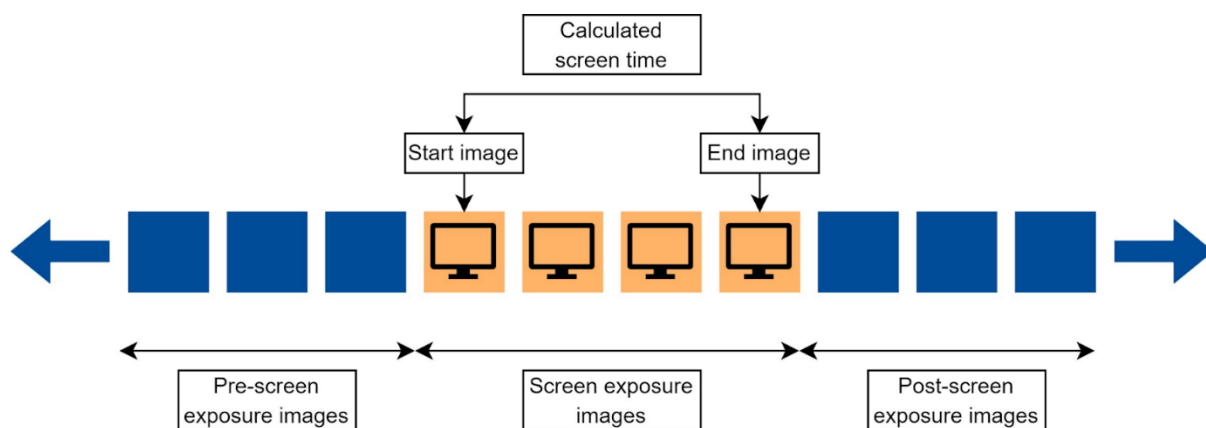 Calculated
screen time
Start image
End image
Pre-screen
exposure images
Screen exposure
images
Post-screen
exposure images